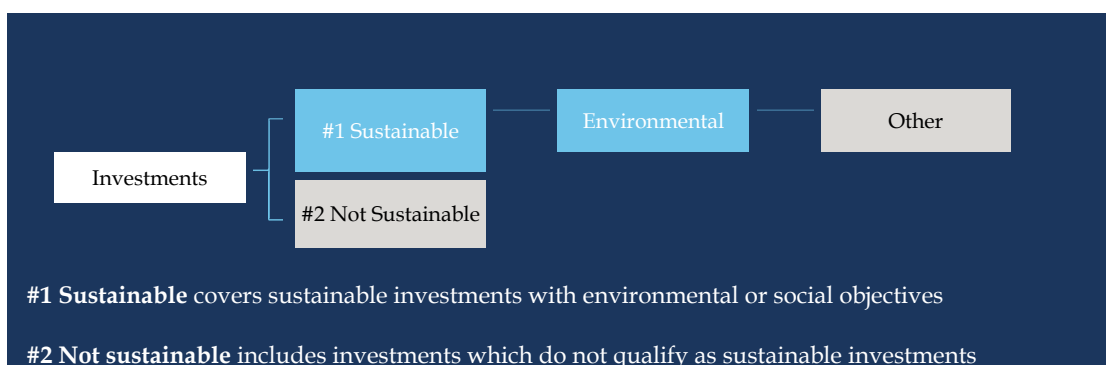 #1 Sustainable
Environmental
Other
Investments
#2 Not Sustainable
#1 Sustainable covers sustainable investments with environmental or social objectives
#2 Not sustainable includes investments which do not qualify as sustainable investments